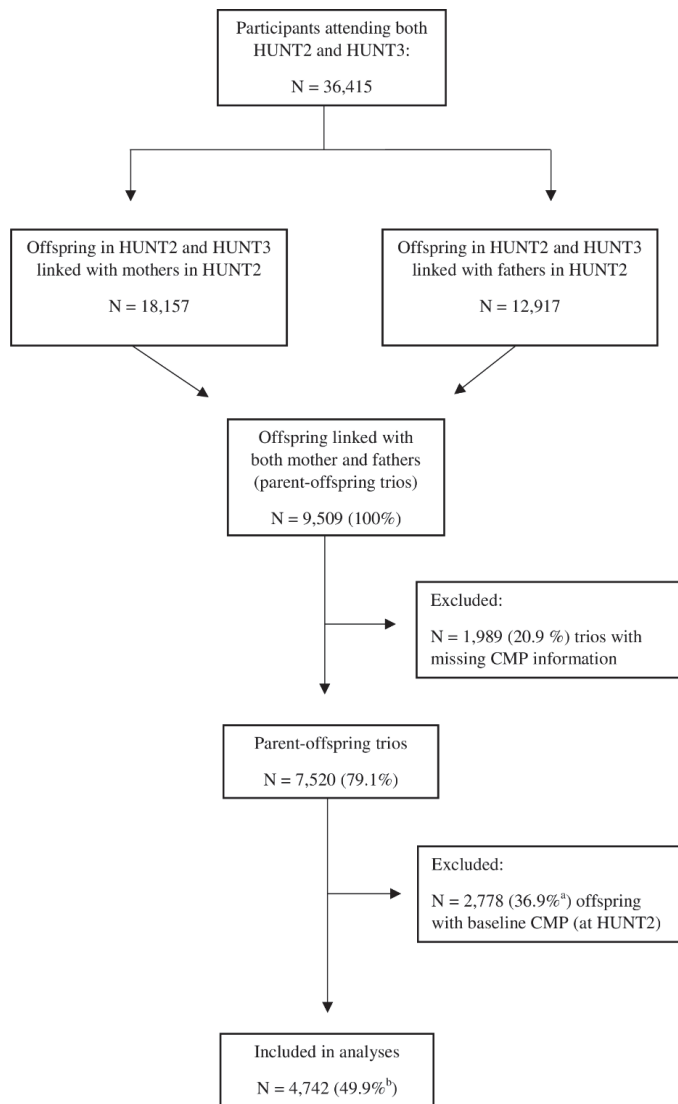 Participants attending both
HUNT2 and HUNT3:
N = 36,415
Offspring in HUNT2 and HUNT3
linked with mothers in HUNT2
N = 18,157
Offspring in HUNT2 and HUNT3
linked with fathers in HUNT2
N = 12,917
Offspring linked with
both mother and fathers
(parent-offspring trios)
N = 9,509 (100%)
Excluded:
N = 1,989 (20.9 %) trios with
missing CMP information
Parent-offspring trios
N = 7,520 (79.1%)
Excluded:
N = 2,778 (36.9%ᵃ) offspring
with baseline CMP (at HUNT2)
Included in analyses
N = 4,742 (49.9%ᵇ)